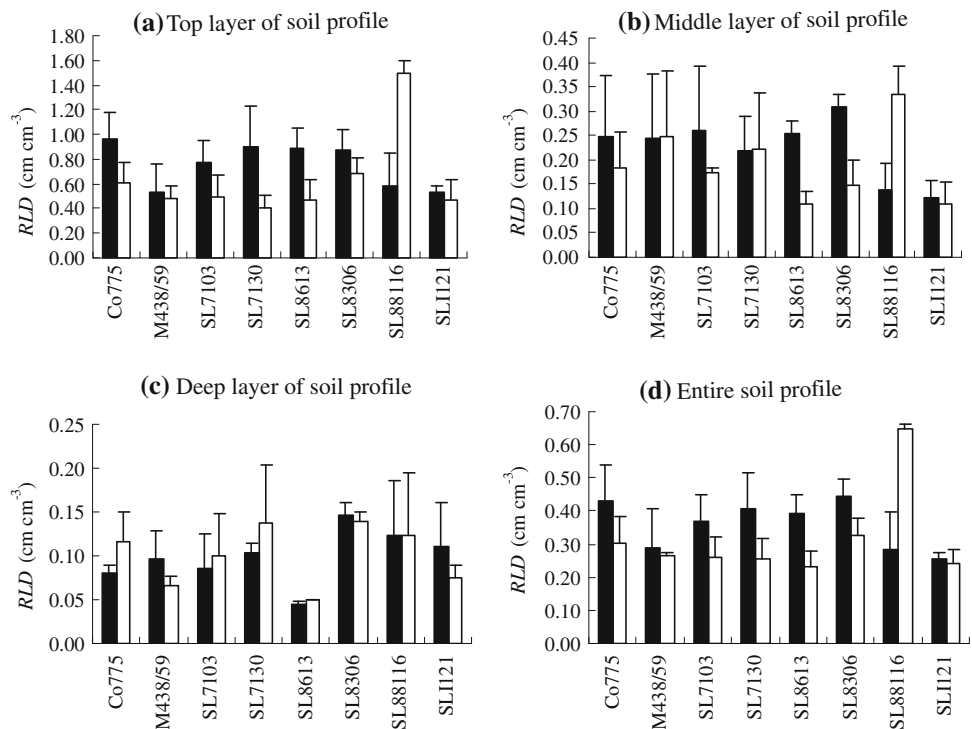 (a) Top layer of soil profile
RLD (cm cm⁻³)
1.80
1.60
1.40
1.20
1.00
0.80
0.60
0.40
0.20
0.00
Co775
M438/59
SL7103
SL7130
SL8613
SL8306
SL88116
SLI121
(b) Middle layer of soil profile
RLD (cm cm⁻³)
0.45
0.40
0.35
0.30
0.25
0.20
0.15
0.10
0.05
0.00
Co775
M438/59
SL7103
SL7130
SL8613
SL8306
SL88116
SLI121
(c) Deep layer of soil profile
RLD (cm cm⁻³)
0.25
0.20
0.15
0.10
0.05
0.00
Co775
M438/59
SL7103
SL7130
SL8613
SL8306
SL88116
SLI121
(d) Entire soil profile
RLD (cm cm⁻³)
0.70
0.60
0.50
0.40
0.30
0.20
0.10
0.00
Co775
M438/59
SL7103
SL7130
SL8613
SL8306
SL88116
SLI121